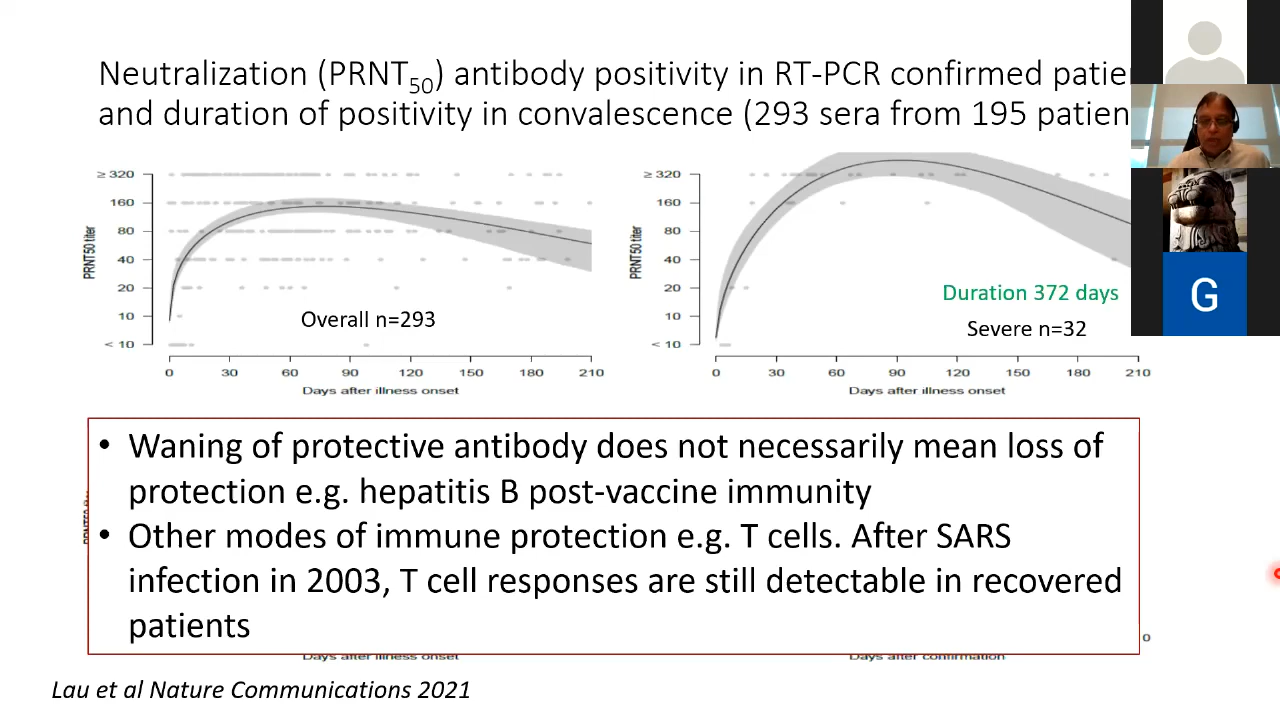 Neutralization (PRNT50) antibody positivity in RT-PCR confirmed
and duration of positivity in convalescence (293 sera from 195
≥ 320
160
80
40
20
10
< 10
PRNT50 titer
Overall n=293
0 30 60 90 120 150 180 210
Days after illness onset
≥ 320
160
80
40
20
10
< 10
PRNT50 titer
Duration 372 days
Severe n=32
0 30 60 90 120 150 180 210
Days after illness onset
G
• Waning of protective antibody does not necessarily mean loss of
protection e.g. hepatitis B post-vaccine immunity
• Other modes of immune protection e.g. T cells. After SARS
infection in 2003, T cell responses are still detectable in recovered
patients
0
Days after illness onset
Days after confirmation
Lau et al Nature Communications 2021